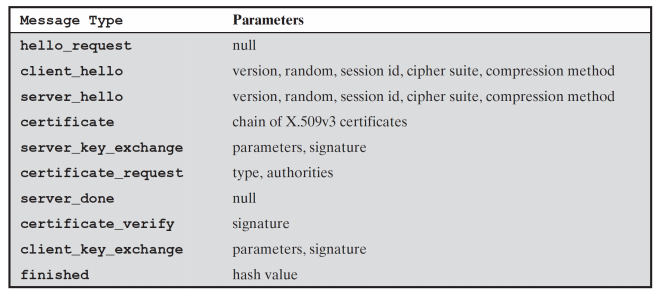 Message Type Parameters
hello_request null
client_hello version, random, session id, cipher suite, compression method
server_hello version, random, session id, cipher suite, compression method
certificate chain of X.509v3 certificates
server_key_exchange parameters, signature
certificate_request type, authorities
server_done null
certificate_verify signature
client_key_exchange parameters, signature
finished hash value